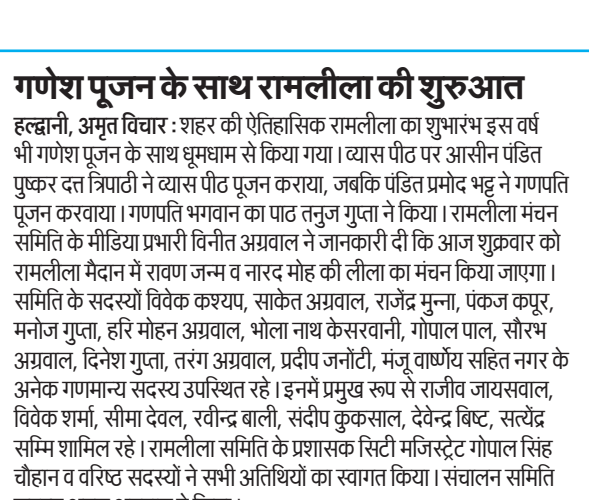 गणेश पूजन के साथ रामलीला की शुरुआत
हल्द्वानी, अमृत विचार : शहर की ऐतिहासिक रामलीला का शुभारंभ इस वर्ष
भी गणेश पूजन के साथ धूमधाम से किया गया । व्यास पीठ पर आसीन पंडित
पुष्कर दत्त त्रिपाठी ने व्यास पीठ पूजन कराया, जबकि पंडित प्रमोद भट्ट ने गणपति
पूजन करवाया । गणपति भगवान का पाठ तनुज गुप्ता ने किया । रामलीला मंचन
समिति के मीडिया प्रभारी विनीत अग्रवाल ने जानकारी दी कि आज शुक्रवार को
रामलीला मैदान में रावण जन्म व नारद मोह की लीला का मंचन किया जाएगा ।
समिति के सदस्यों विवेक कश्यप, साकेत अग्रवाल, राजेंद्र मुन्ना, पंकज कपूर,
मनोज गुप्ता, हरि मोहन अग्रवाल, भोला नाथ केसरवानी, गोपाल पाल, सौरभ
अग्रवाल, दिनेश गुप्ता, तरंग अग्रवाल, प्रदीप जनोंटी, मंजू वार्ष्णेय सहित नगर के
अनेक गणमान्य सदस्य उपस्थित रहे । इनमें प्रमुख रूप से राजीव जायसवाल,
विवेक शर्मा, सीमा देवल, रवीन्द्र बाली, संदीप कुकसाल, देवेन्द्र बिष्ट, सत्येंद्र
सम्मि शामिल रहे । रामलीला समिति के प्रशासक सिटी मजिस्ट्रेट गोपाल सिंह
चौहान व वरिष्ठ सदस्यों ने सभी अतिथियों का स्वागत किया । संचालन समिति